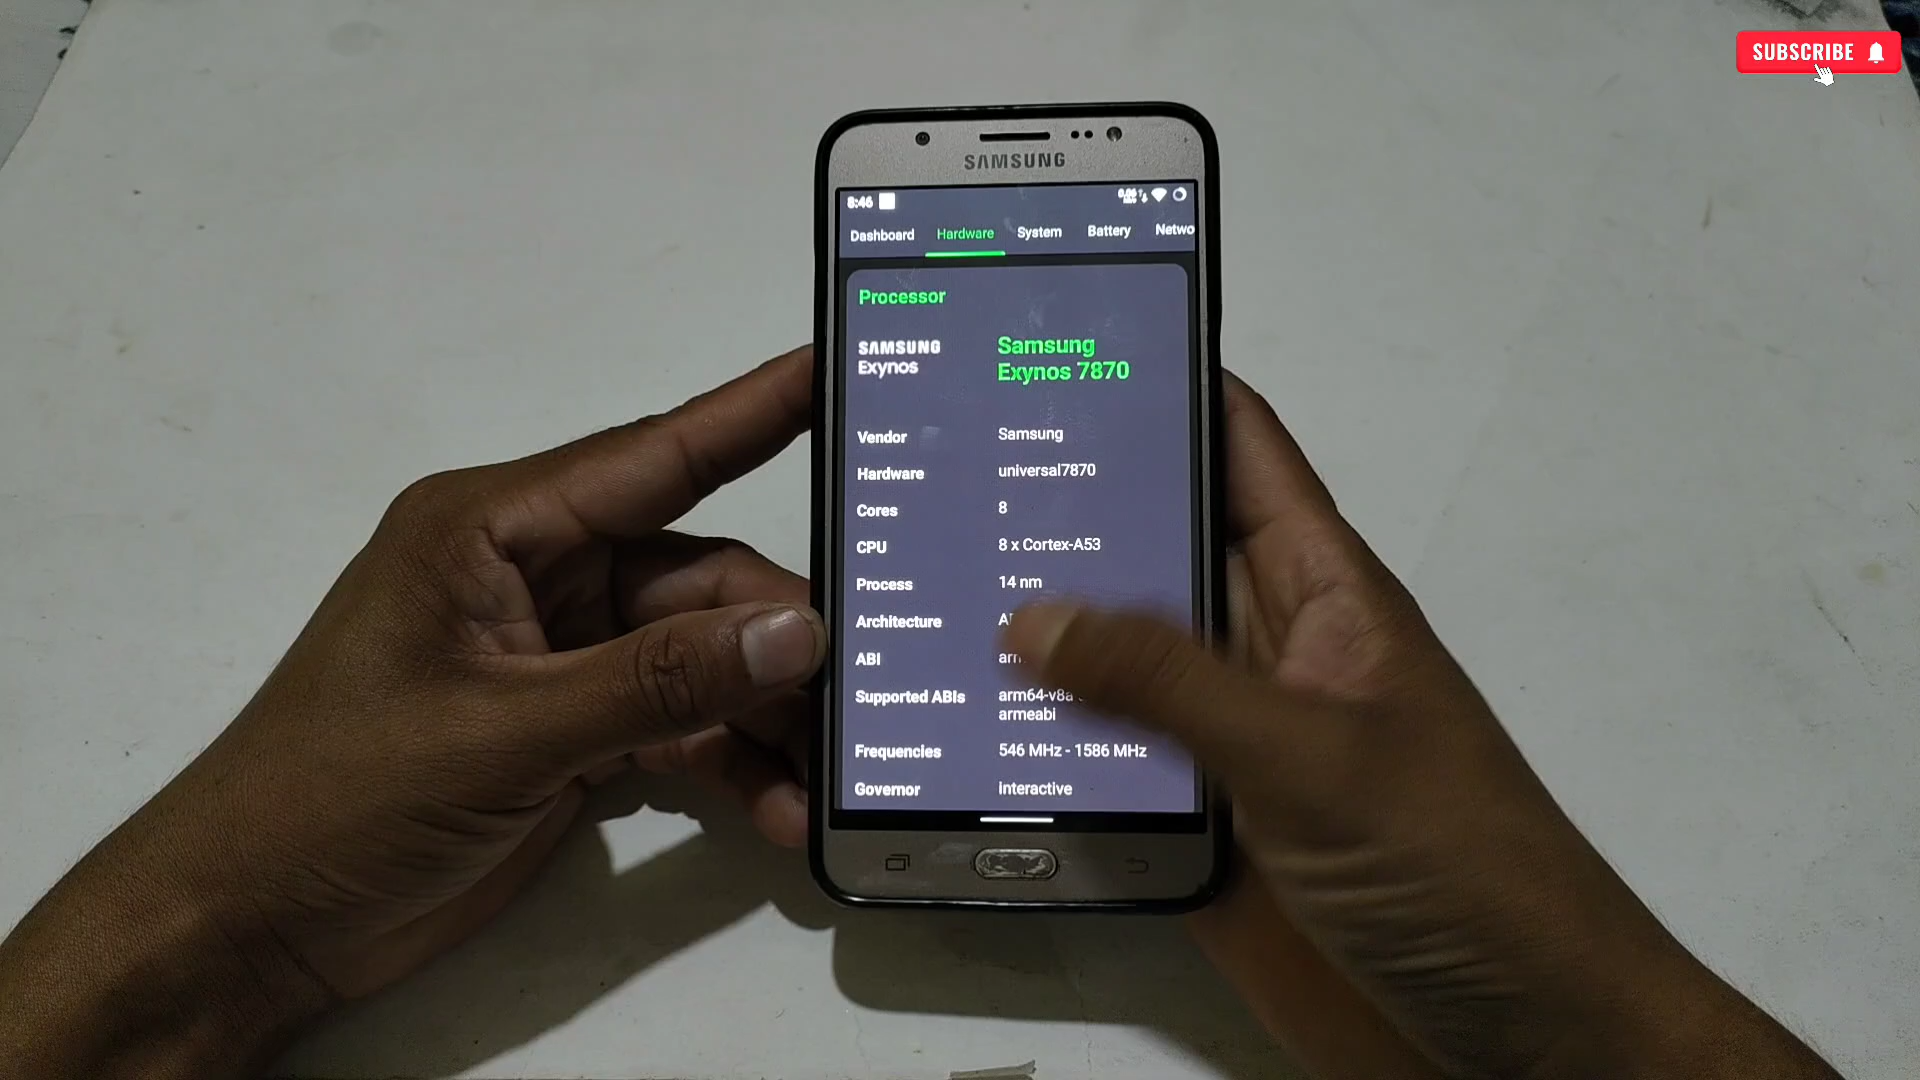 SUBSCRIBE
SAMSUNG
8:46
Dashboard Hardware System Battery Netwo
Processor
SAMSUNG
Exynos
Samsung
Exynos 7870
Vendor Samsung
Hardware universal7870
Cores 8
CPU 8 x Cortex-A53
Process 14 nm
Architecture
ABI
Supported ABIs arm64-v8a
armeabi
Frequencies 546 MHz - 1586 MHz
Governor interactive